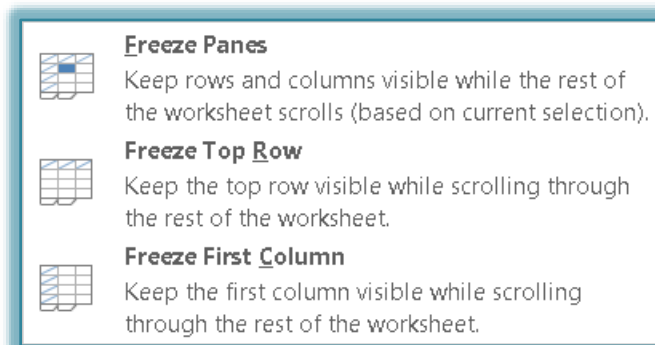 Freeze Panes
Keep rows and columns visible while the rest of
the worksheet scrolls (based on current selection).
Freeze Top Row
Keep the top row visible while scrolling through
the rest of the worksheet.
Freeze First Column
Keep the first column visible while scrolling
through the rest of the worksheet.